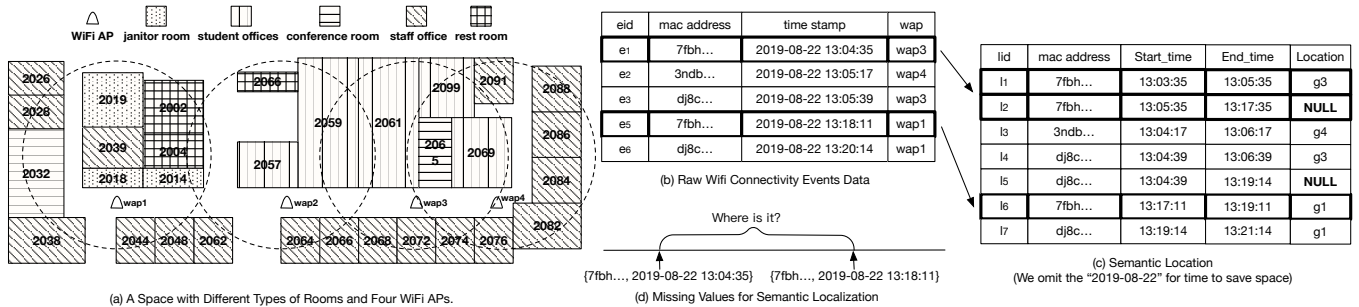 WiFi AP janitor room student offices conference room staff office rest room
2026
2028
2032
2038
2019
2002
2039
2004
2018 2014
wap1
2044 2048 2062
2066
2059
2061
2057
2099
2091
206
5
2069
wap2
wap3
wap4
2064 2066 2068 2072 2074 2076
2088
2086
2084
2082
(a) A Space with Different Types of Rooms and Four WiFi APs.
eid mac address time stamp wap
e1 7fbh... 2019-08-22 13:04:35 wap3
e2 3ndb... 2019-08-22 13:05:17 wap4
e3 dj8c... 2019-08-22 13:05:39 wap3
e5 7fbh... 2019-08-22 13:18:11 wap1
e6 dj8c... 2019-08-22 13:20:14 wap1
(b) Raw Wifi Connectivity Events Data
Where is it?
{7fbh..., 2019-08-22 13:04:35} {7fbh..., 2019-08-22 13:18:11}
(d) Missing Values for Semantic Localization
lid mac address Start_time End_time Location
l1 7fbh... 13:03:35 13:05:35 g3
l2 7fbh... 13:05:35 13:17:35 NULL
l3 3ndb... 13:04:17 13:06:17 g4
l4 dj8c... 13:04:39 13:06:39 g3
l5 dj8c... 13:04:39 13:19:14 NULL
l6 7fbh... 13:17:11 13:19:11 g1
l7 dj8c... 13:19:14 13:21:14 g1
(c) Semantic Location
(We omit the “2019-08-22” for time to save space)